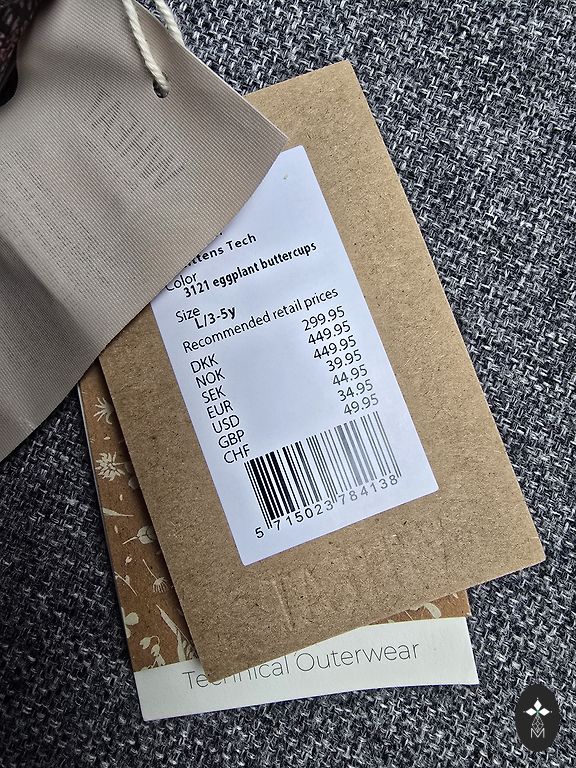 Tech
Color
3121 eggplant buttercups
Size
L/3-5y
Recommended retail prices
DKK 299.95
NOK 449.95
SEK 449.95
EUR 39.95
USD 44.95
GBP 34.95
CHF 49.95
5 715023 784138
Technical Outerwear
M